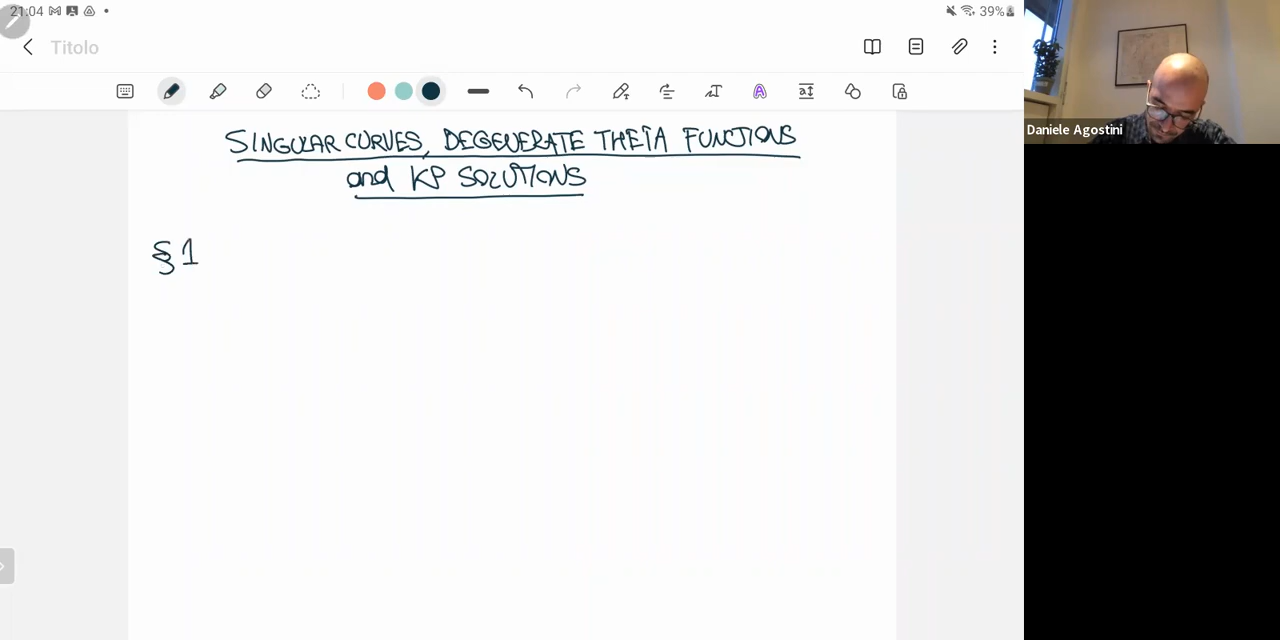 21:04
39%
Titolo
SINGULAR CURVES, DEGENERATE THETA FUNCTIONS
and KP SOLUTIONS
§1
Daniele Agostini